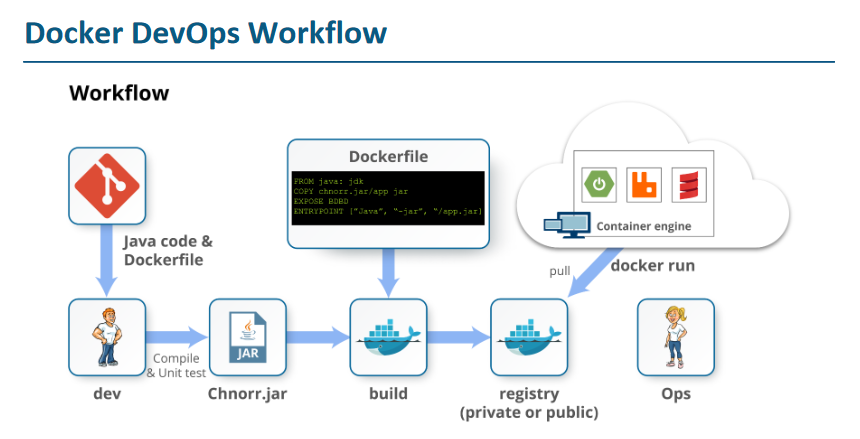 Docker DevOps Workflow
Workflow
Dockerfile
FROM java: jdk
COPY chnorr.jar/app jar
EXPOSE BDBD
ENTRYPOINT ["Java", "-jar", "/app.jar]
Container engine
Java code &
Dockerfile
pull
docker run
Compile
& Unit test
JAR
dev
Chnorr.jar
build
registry
(private or public)
Ops